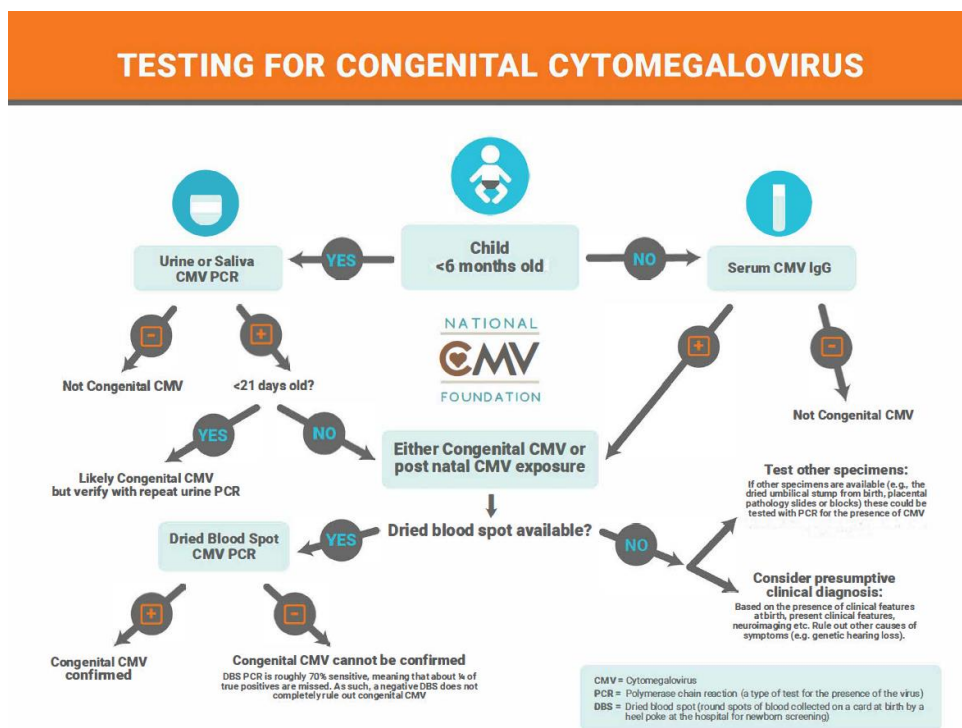 TESTING FOR CONGENITAL CYTOMEGALOVIRUS
Child
<6 months old
YES
NO
Urine or Saliva
CMV PCR
Serum CMV IgG
-
+
+
-
Not Congenital CMV
<21 days old?
NATIONAL
CMV
FOUNDATION
Not Congenital CMV
YES
NO
Likely Congenital CMV
but verify with repeat urine PCR
Either Congenital CMV or
post natal CMV exposure
Test other specimens:
If other specimens are available (e.g., the
dried umbilical stump from birth, placental
pathology slides or blocks) these could be
tested with PCR for the presence of CMV
Dried blood spot available?
YES
NO
Dried Blood Spot
CMV PCR
Consider presumptive
clinical diagnosis:
Based on the presence of clinical features
at birth, present clinical features,
neuroimaging etc. Rule out other causes of
symptoms (e.g. genetic hearing loss).
+
-
Congenital CMV
confirmed
Congenital CMV cannot be confirmed
DBS PCR is roughly 70% sensitive, meaning that about ¼ of
true positives are missed. As such, a negative DBS does not
completely rule out congenital CMV
CMV = Cytomegalovirus
PCR = Polymerase chain reaction (a type of test for the presence of the virus)
DBS = Dried blood spot (round spots of blood collected on a card at birth by a
heel poke at the hospital for newborn screening)